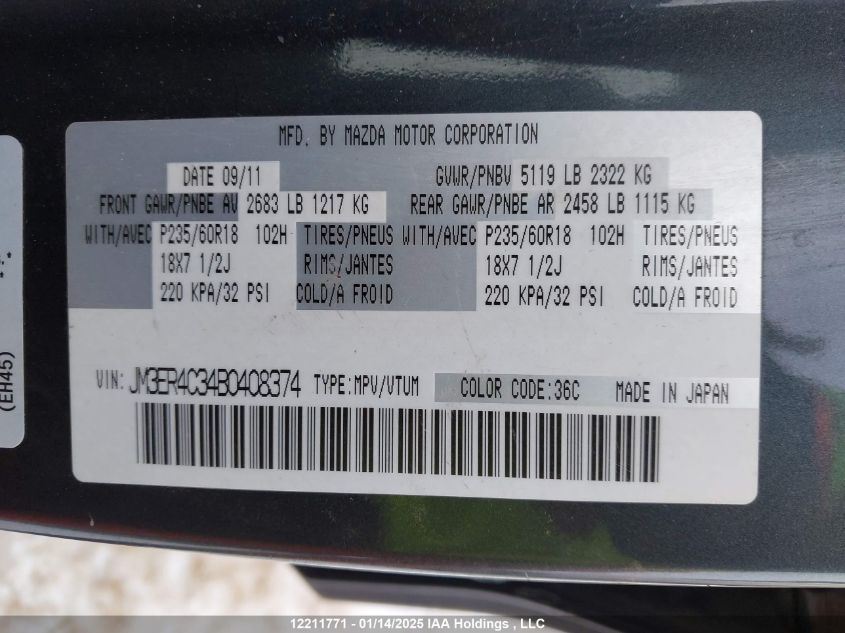 MFD. BY MAZDA MOTOR CORPORATION
DATE 09/11 GVWR/PNBV 5119 LB 2322 KG
FRONT GAWR/PNBE AV 2683 LB 1217 KG REAR GAWR/PNBE AR 2458 LB 1115 KG
WITH/AVEC P235/60R18 102H TIRES/PNEUS WITH/AVEC P235/60R18 102H TIRES/PNEUS
18X7 1/2J RIMS/JANTES 18X7 1/2J RIMS/JANTES
220 KPA/32 PSI COLD/A FROID 220 KPA/32 PSI COLD/A FROID
VIN: JM3ER4C34B0408374 TYPE:MPV/VTUM COLOR CODE:36C MADE IN JAPAN
(EH45)
12211771 - 01/14/2025 IAA Holdings , LLC